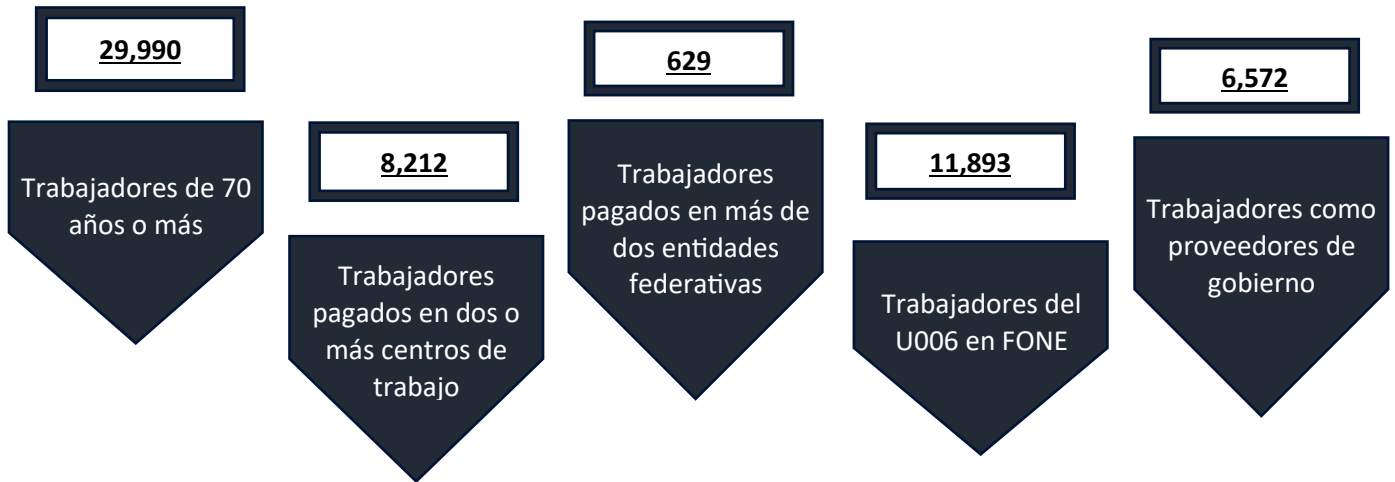 29,990
Trabajadores de 70
años o más
8,212
Trabajadores
pagados en dos o
más centros de
trabajo
629
Trabajadores
pagados en más de
dos entidades
federativas
11,893
Trabajadores del
U006 en FONE
6,572
Trabajadores como
proveedores de
gobierno